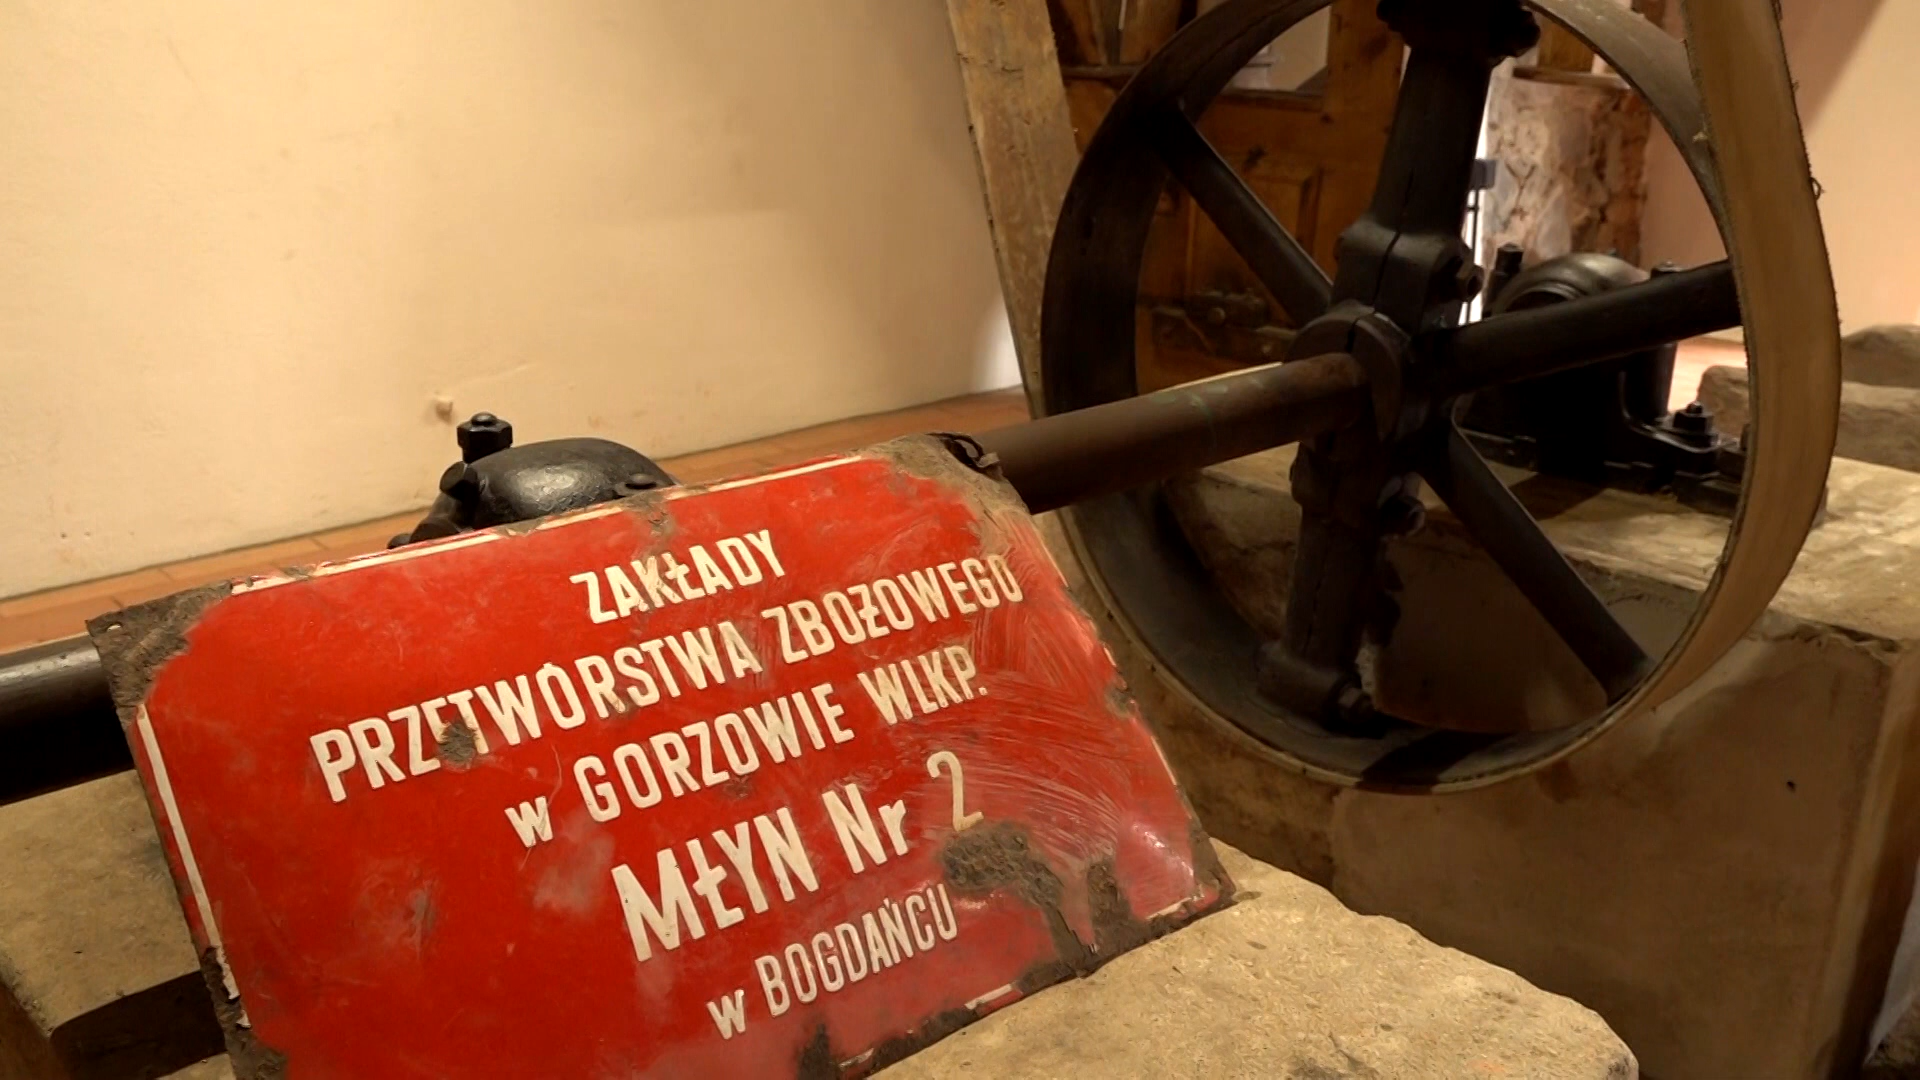 ZAKŁADY
PRZETWÓRSTWA ZBOŻOWEGO
w GORZOWIE WLKP.
MŁYN Nr 2
w BOGDAŃCU